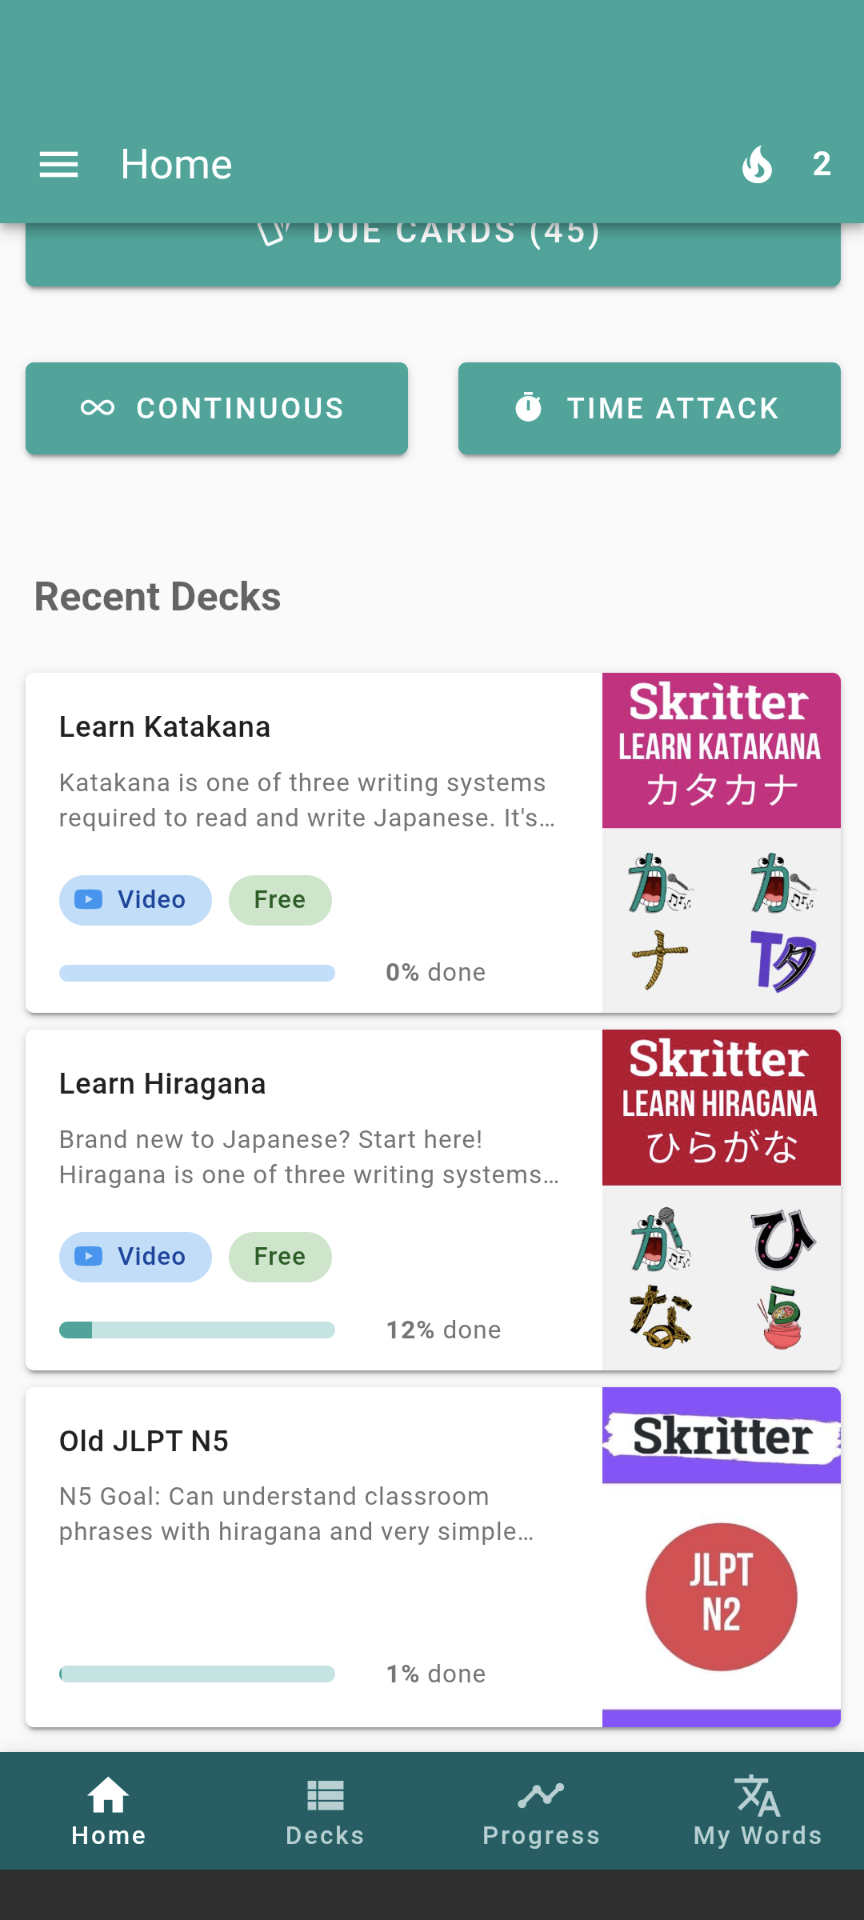 Home
2
DUE CARDS (45)
CONTINUOUS
TIME ATTACK
Recent Decks
Learn Katakana
Katakana is one of three writing systems
required to read and write Japanese. It's…
Video
Free
0% done
Skritter
LEARN KATAKANA
カタカナ
カ
カ
ナ
Tタ
Learn Hiragana
Brand new to Japanese? Start here!
Hiragana is one of three writing systems…
Video
Free
12% done
Skritter
LEARN HIRAGANA
ひらがな
が
ひ
な
ら
Old JLPT N5
N5 Goal: Can understand classroom
phrases with hiragana and very simple…
1% done
Skritter
JLPT
N2
Home
Decks
Progress
My Words